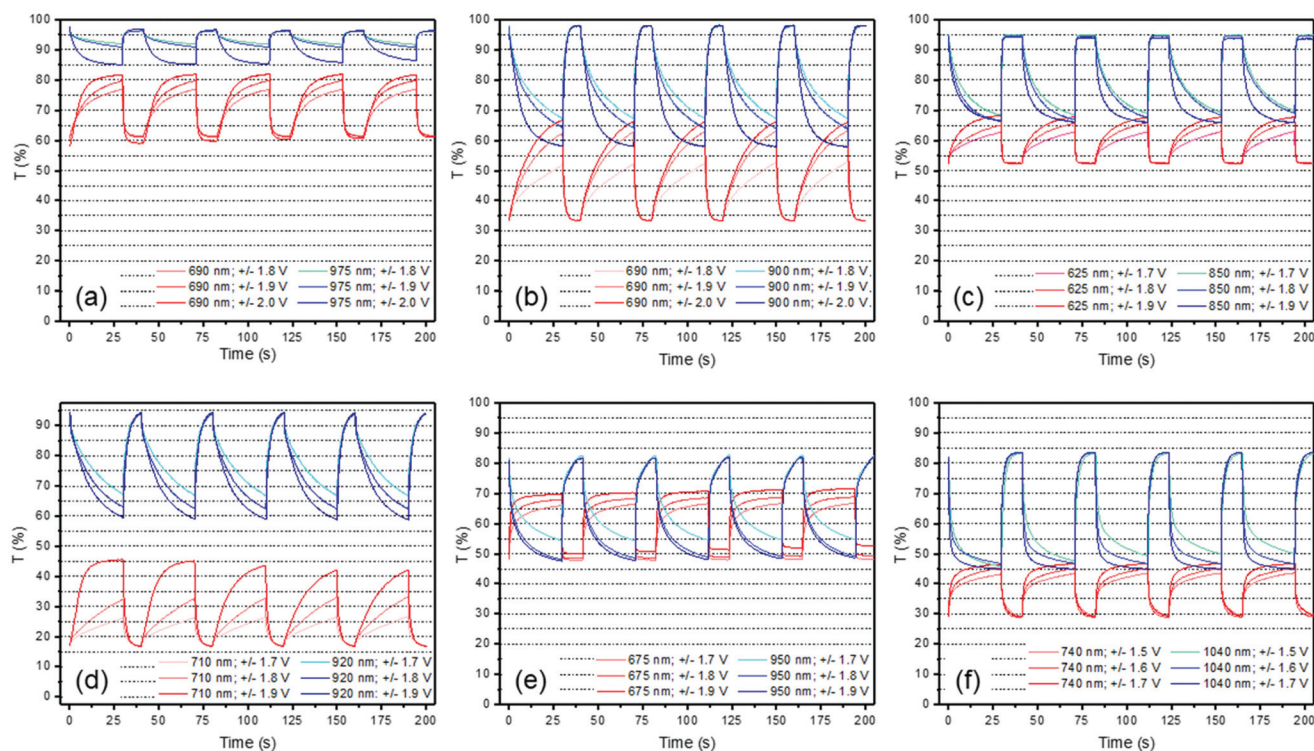 T (%)
100
90
80
70
60
50
40
30
20
10
0
690 nm; +/- 1.8 V 975 nm; +/- 1.8 V
690 nm; +/- 1.9 V 975 nm; +/- 1.9 V
690 nm; +/- 2.0 V 975 nm; +/- 2.0 V
(a)
0 25 50 75 100 125 150 175 200
Time (s)
T (%)
100
90
80
70
60
50
40
30
20
10
0
690 nm; +/- 1.8 V 900 nm; +/- 1.8 V
690 nm; +/- 1.9 V 900 nm; +/- 1.9 V
690 nm; +/- 2.0 V 900 nm; +/- 2.0 V
(b)
0 25 50 75 100 125 150 175 200
Time (s)
T (%)
100
90
80
70
60
50
40
30
20
10
0
625 nm; +/- 1.7 V 850 nm; +/- 1.7 V
625 nm; +/- 1.8 V 850 nm; +/- 1.8 V
625 nm; +/- 1.9 V 850 nm; +/- 1.9 V
(c)
0 25 50 75 100 125 150 175 200
Time (s)
T (%)
90
80
70
60
50
40
30
20
10
0
710 nm; +/- 1.7 V 920 nm; +/- 1.7 V
710 nm; +/- 1.8 V 920 nm; +/- 1.8 V
710 nm; +/- 1.9 V 920 nm; +/- 1.9 V
(d)
0 25 50 75 100 125 150 175 200
Time (s)
T (%)
100
90
80
70
60
50
40
30
20
10
0
675 nm; +/- 1.7 V 950 nm; +/- 1.7 V
675 nm; +/- 1.8 V 950 nm; +/- 1.8 V
675 nm; +/- 1.9 V 950 nm; +/- 1.9 V
(e)
0 25 50 75 100 125 150 175 200
Time (s)
T (%)
100
90
80
70
60
50
40
30
20
10
0
740 nm; +/- 1.5 V 1040 nm; +/- 1.5 V
740 nm; +/- 1.6 V 1040 nm; +/- 1.6 V
740 nm; +/- 1.7 V 1040 nm; +/- 1.7 V
(f)
0 25 50 75 100 125 150 175 200
Time (s)